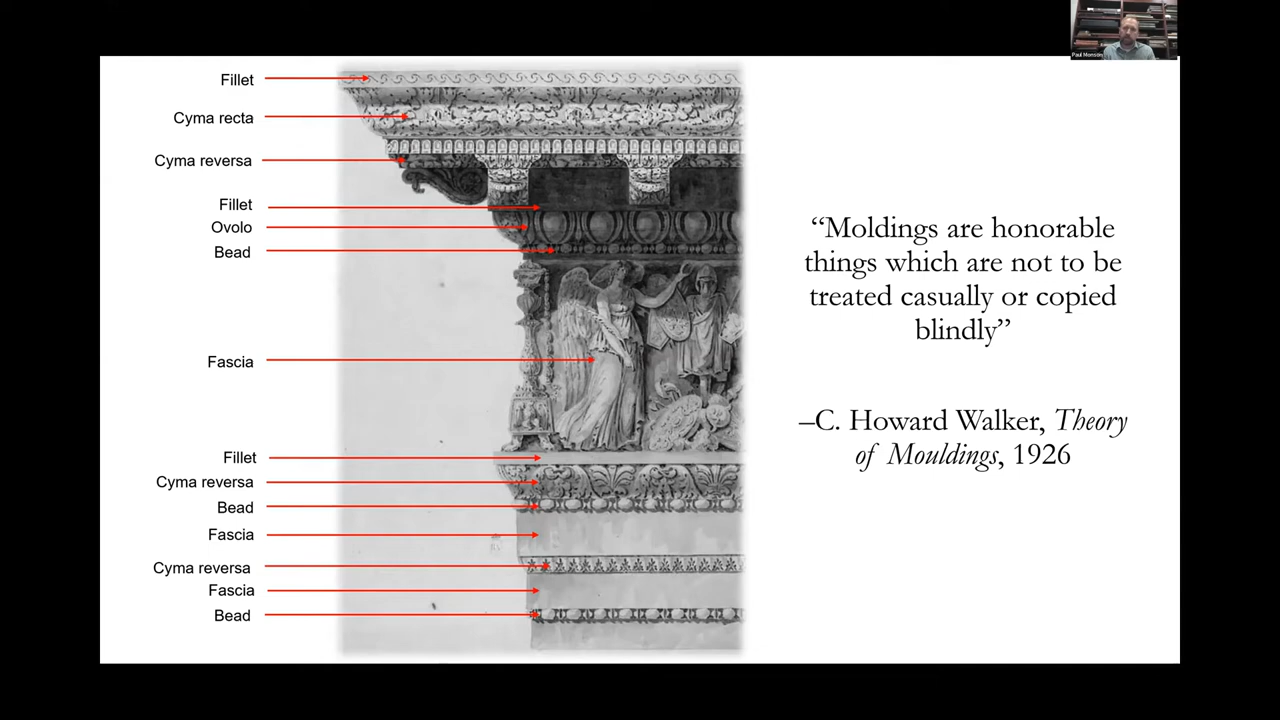 Paul Monson
Fillet
Cyma recta
Cyma reversa
Fillet
Ovolo
Bead
Fascia
Fillet
Cyma reversa
Bead
Fascia
Cyma reversa
Fascia
Bead
“Moldings are honorable
things which are not to be
treated casually or copied
blindly”
–C. Howard Walker, Theory
of Mouldings, 1926